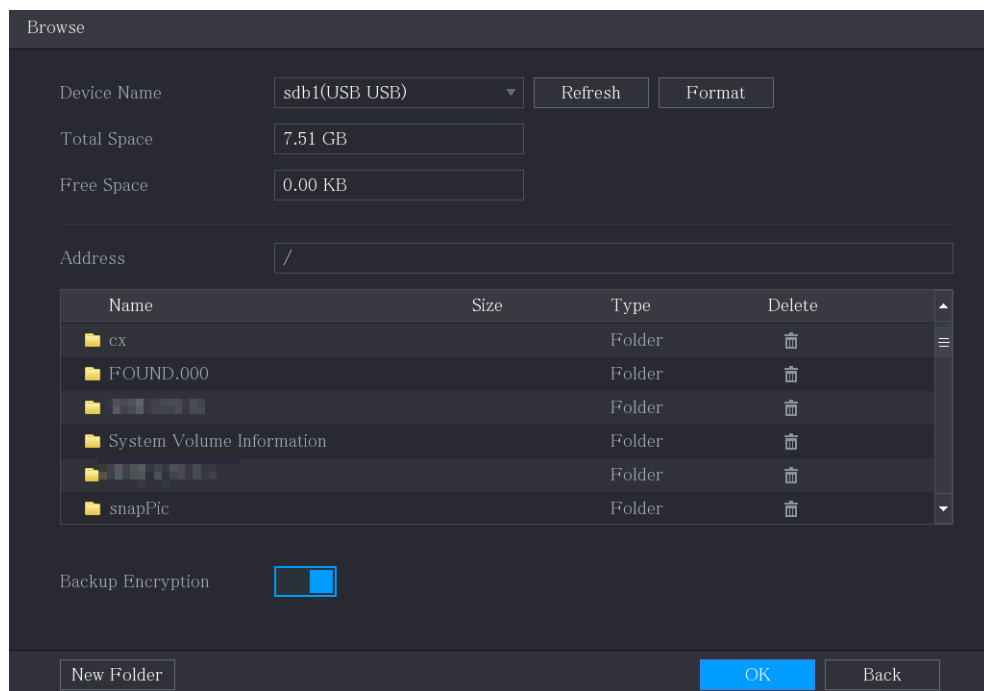 Browse
Device Name sdb1(USB USB) Refresh Format
Total Space 7.51 GB
Free Space 0.00 KB
Address /
Name Size Type Delete
cx Folder
FOUND.000 Folder
Folder
System Volume Information Folder
Folder
snapPic Folder
Backup Encryption
New Folder OK Back